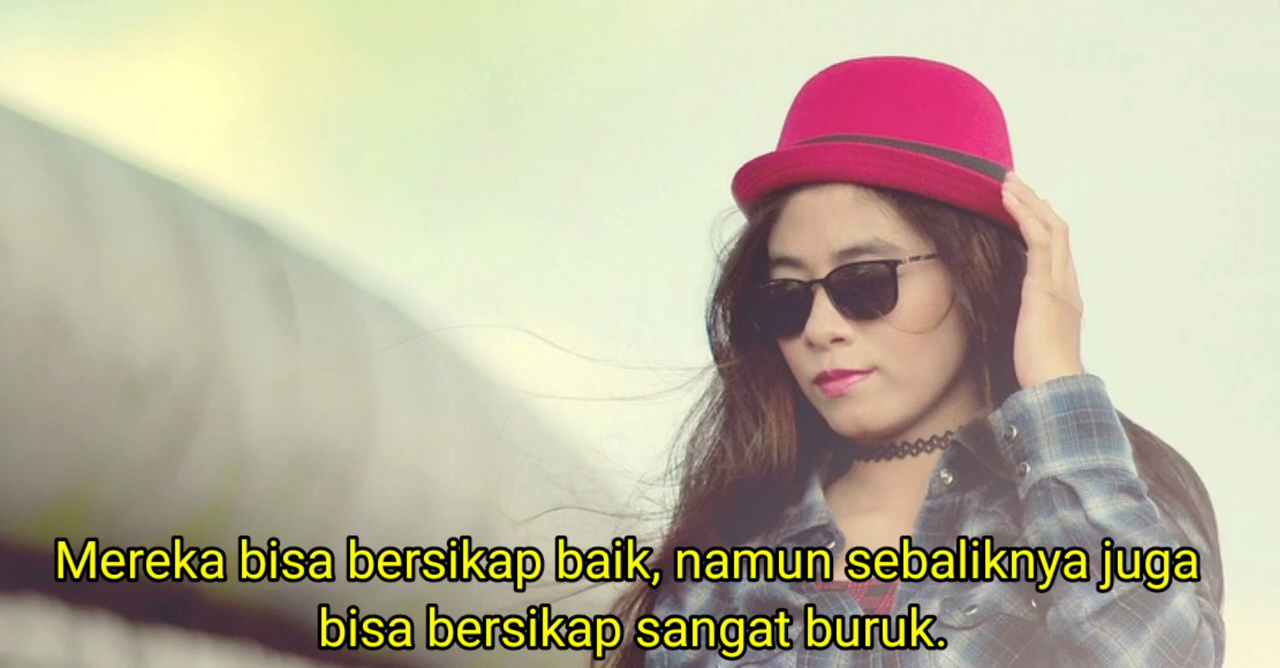 Mereka bisa bersikap baik, namun sebaliknya juga
bisa bersikap sangat buruk.